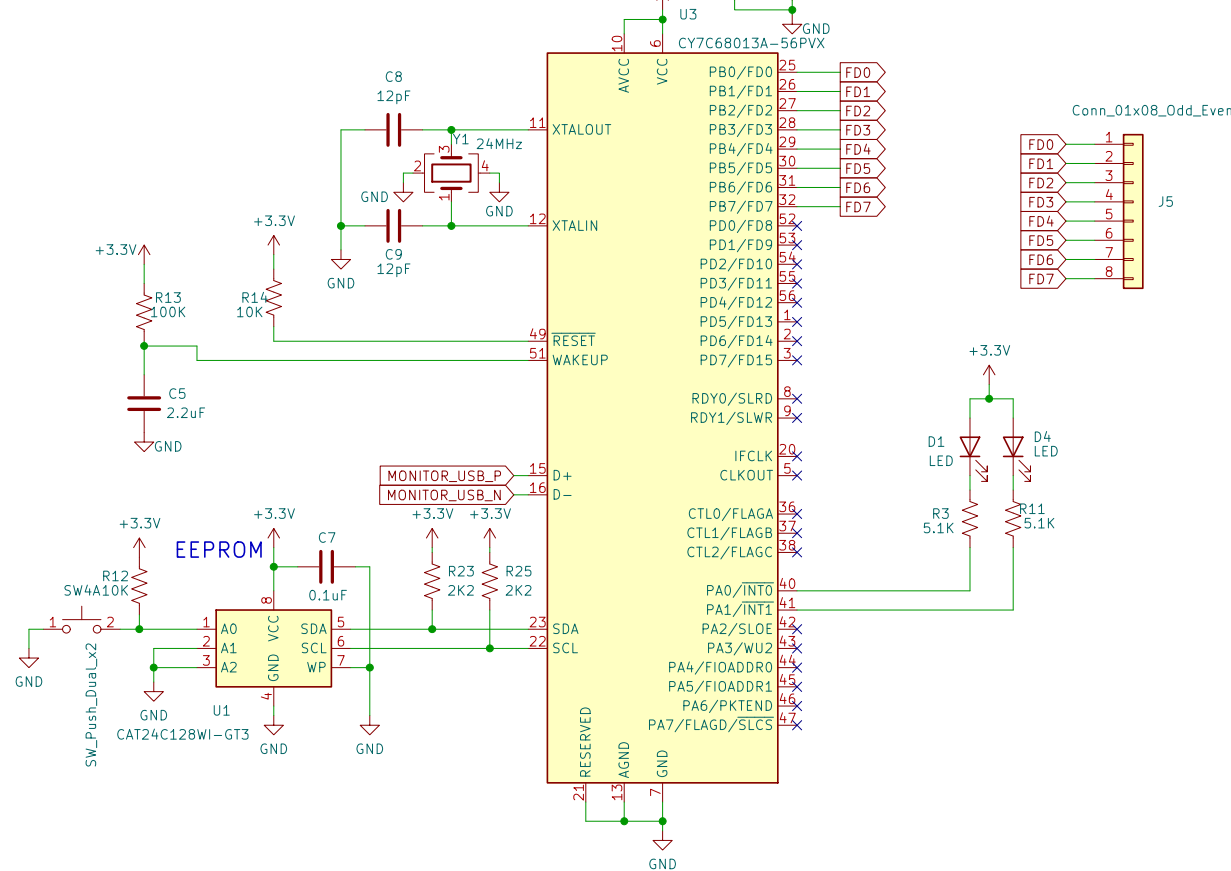 U3
GND
CY7C68013A-56PVX
10
6
AVCC
VCC
C8
12pF
11
XTALOUT
Y1
24MHz
3
2
4
1
GND
GND
12
XTALIN
C9
12pF
GND
+3.3V
+3.3V
R13
100K
R14
10K
49
RESET
51
WAKEUP
C5
2.2uF
GND
MONITOR_USB_P
15
D+
MONITOR_USB_N
16
D-
PB0/FD0
25
FD0
PB1/FD1
26
FD1
PB2/FD2
27
FD2
PB3/FD3
28
FD3
PB4/FD4
29
FD4
PB5/FD5
30
FD5
PB6/FD6
31
FD6
PB7/FD7
32
FD7
PD0/FD8
52
PD1/FD9
53
PD2/FD10
54
PD3/FD11
55
PD4/FD12
56
PD5/FD13
1
PD6/FD14
2
PD7/FD15
3
RDY0/SLRD
8
RDY1/SLWR
9
IFCLK
20
CLKOUT
5
CTL0/FLAGA
36
CTL1/FLAGB
37
CTL2/FLAGC
38
PA0/INT0
40
PA1/INT1
41
PA2/SLOE
42
PA3/WU2
43
PA4/FIOADDR0
44
PA5/FIOADDR1
45
PA6/PKTEND
46
PA7/FLAGD/SLCS
47
Conn_01x08_Odd_Even
FD0
1
FD1
2
FD2
3
FD3
4
FD4
5
FD5
6
FD6
7
FD7
8
J5
+3.3V
D1
LED
D4
LED
R3
5.1K
R11
5.1K
+3.3V
+3.3V
+3.3V
+3.3V
EEPROM
C7
0.1uF
R12
10K
SW4A
R23
2K2
R25
2K2
1
2
SW_Push_Dual_x2
GND
8
VCC
1
A0
2
A1
3
A2
SDA
5
SCL
6
WP
7
GND
4
23
SDA
22
SCL
U1
CAT24C128WI-GT3
GND
GND
GND
RESERVED
AGND
GND
21
13
7
GND